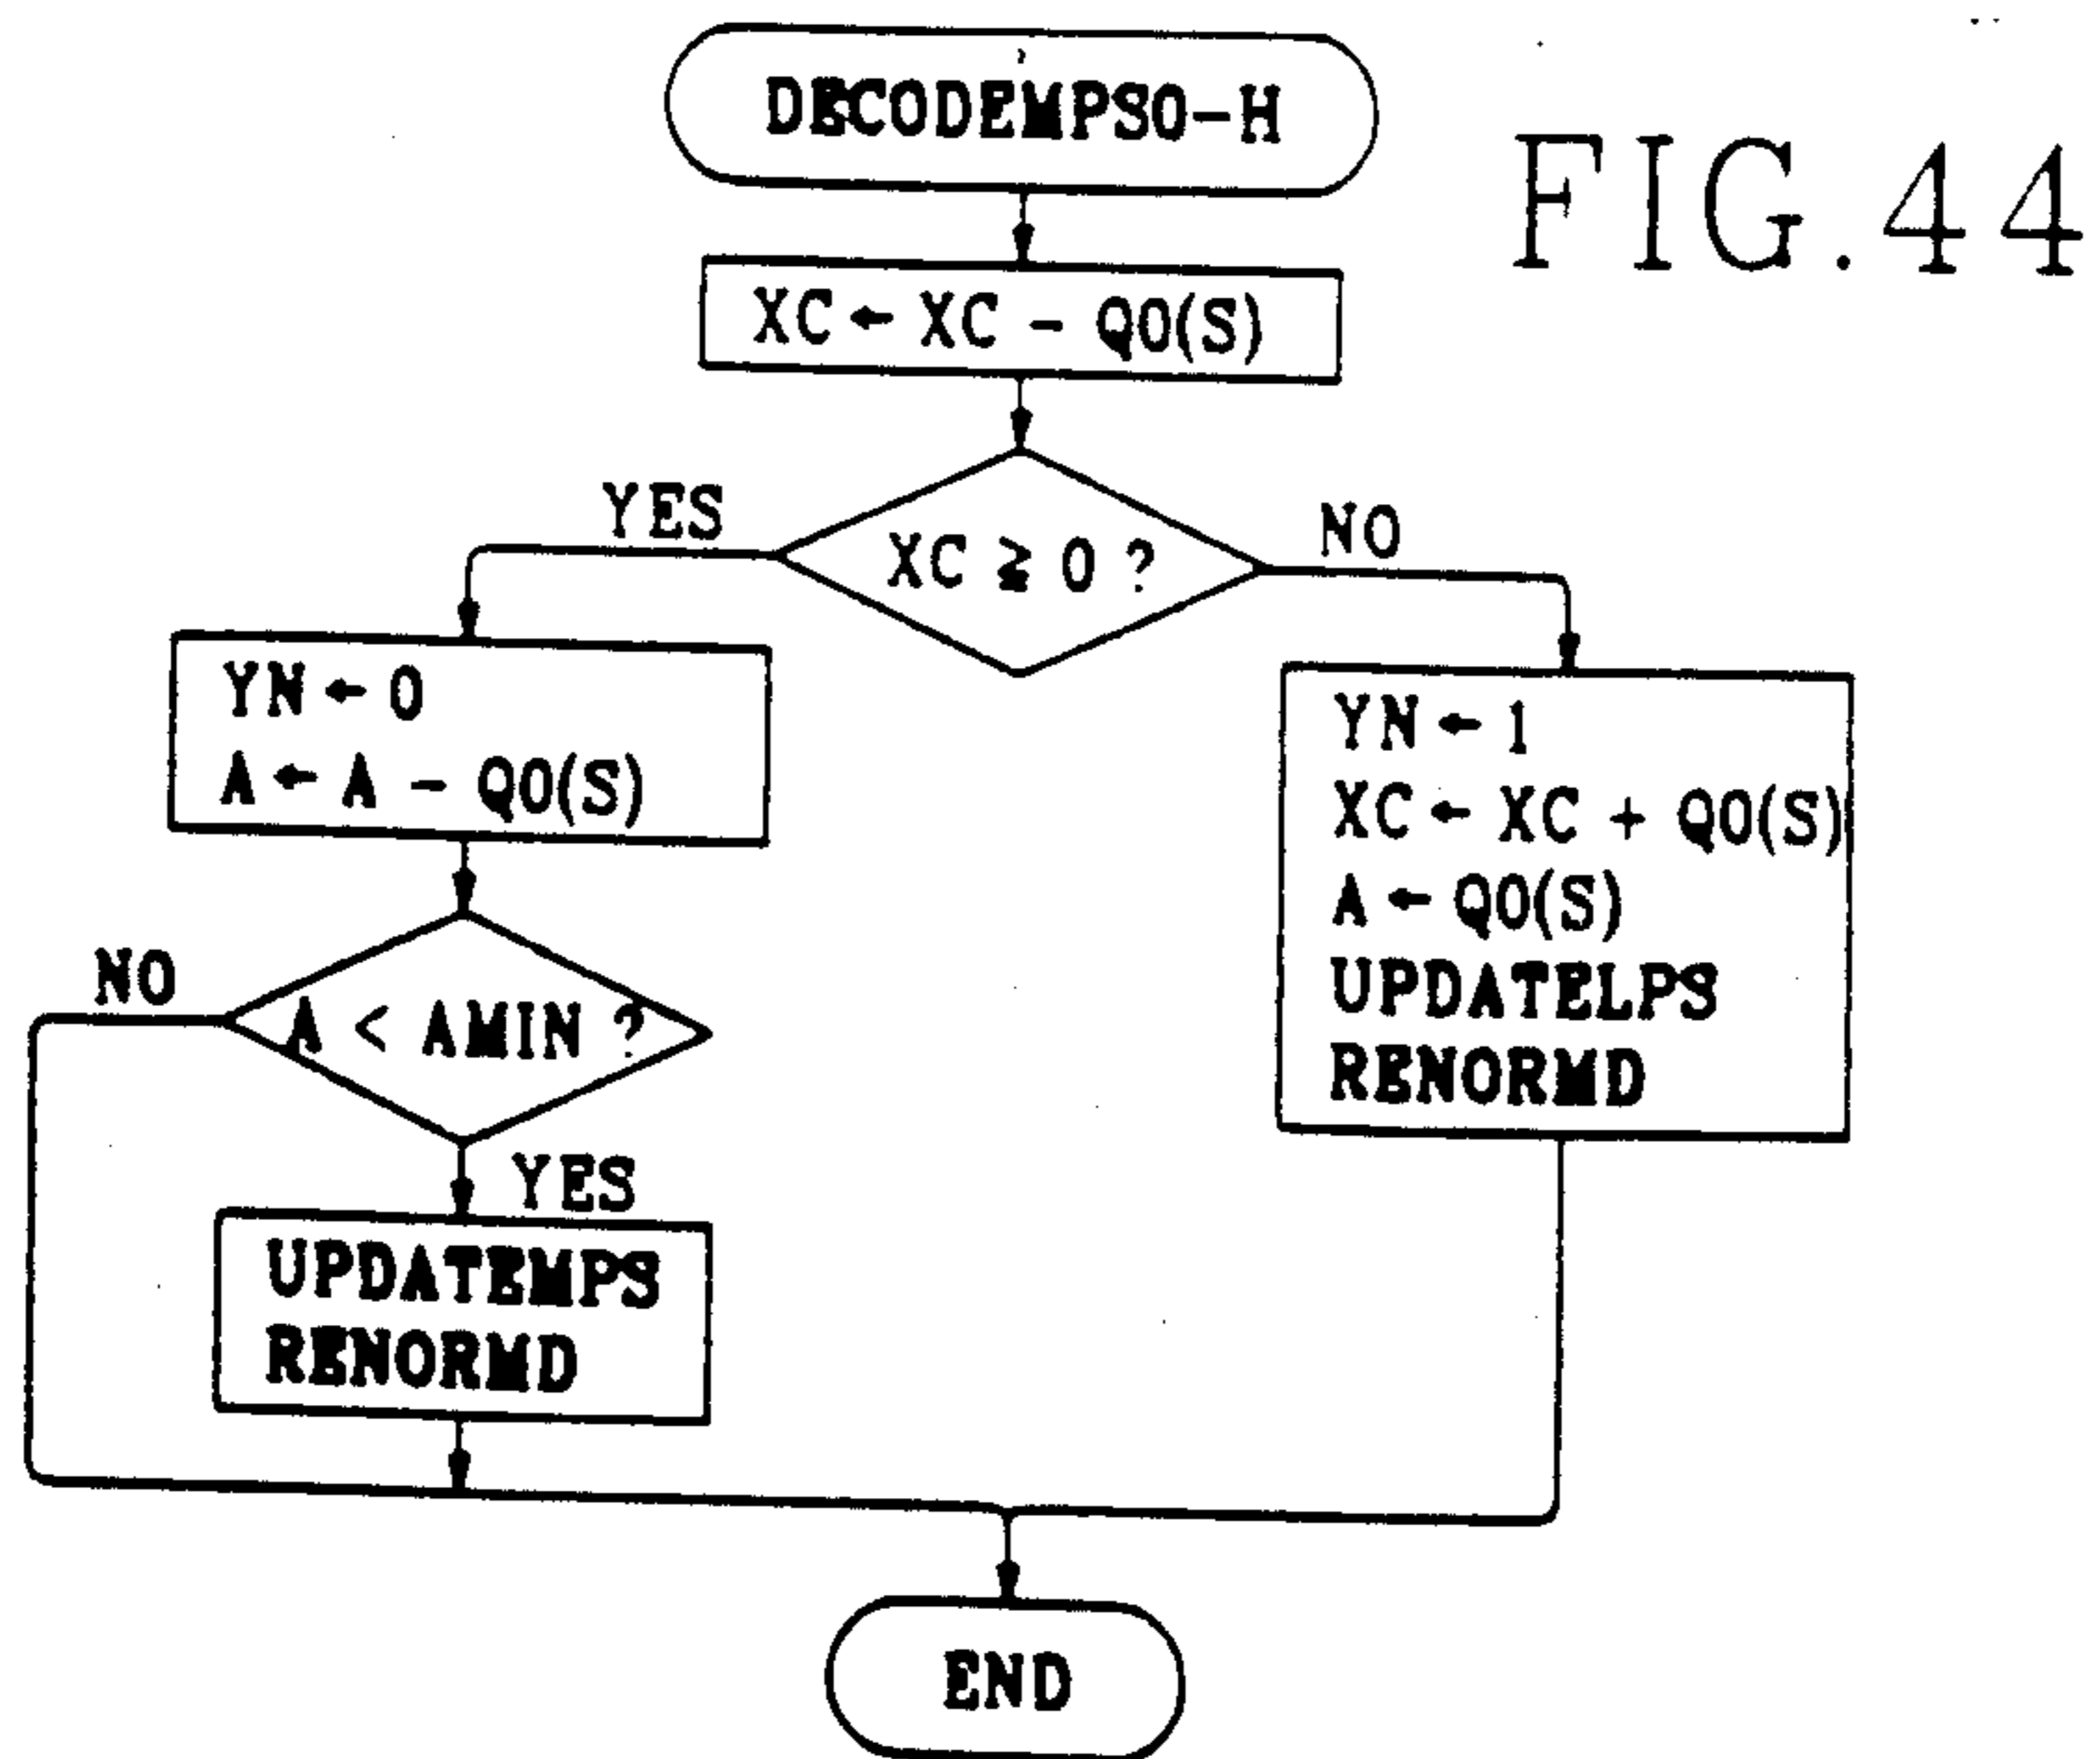 DECODEMPS0-H
FIG.44
XC ← XC - Q0(S)
XC ≧ 0 ?
YES
NO
YN ← 0
A ← A - Q0(S)
YN ← 1
XC ← XC + Q0(S)
A ← Q0(S)
UPDATELPS
RENORMD
A < AMIN ?
NO
YES
UPDATEMPS
RENORMD
END